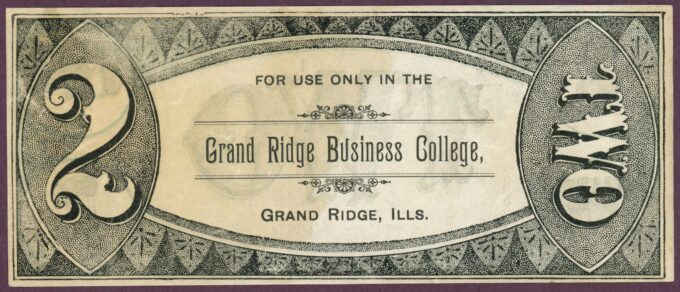 2
FOR USE ONLY IN THE
Grand Ridge Business College,
GRAND RIDGE, ILLS.
TWO